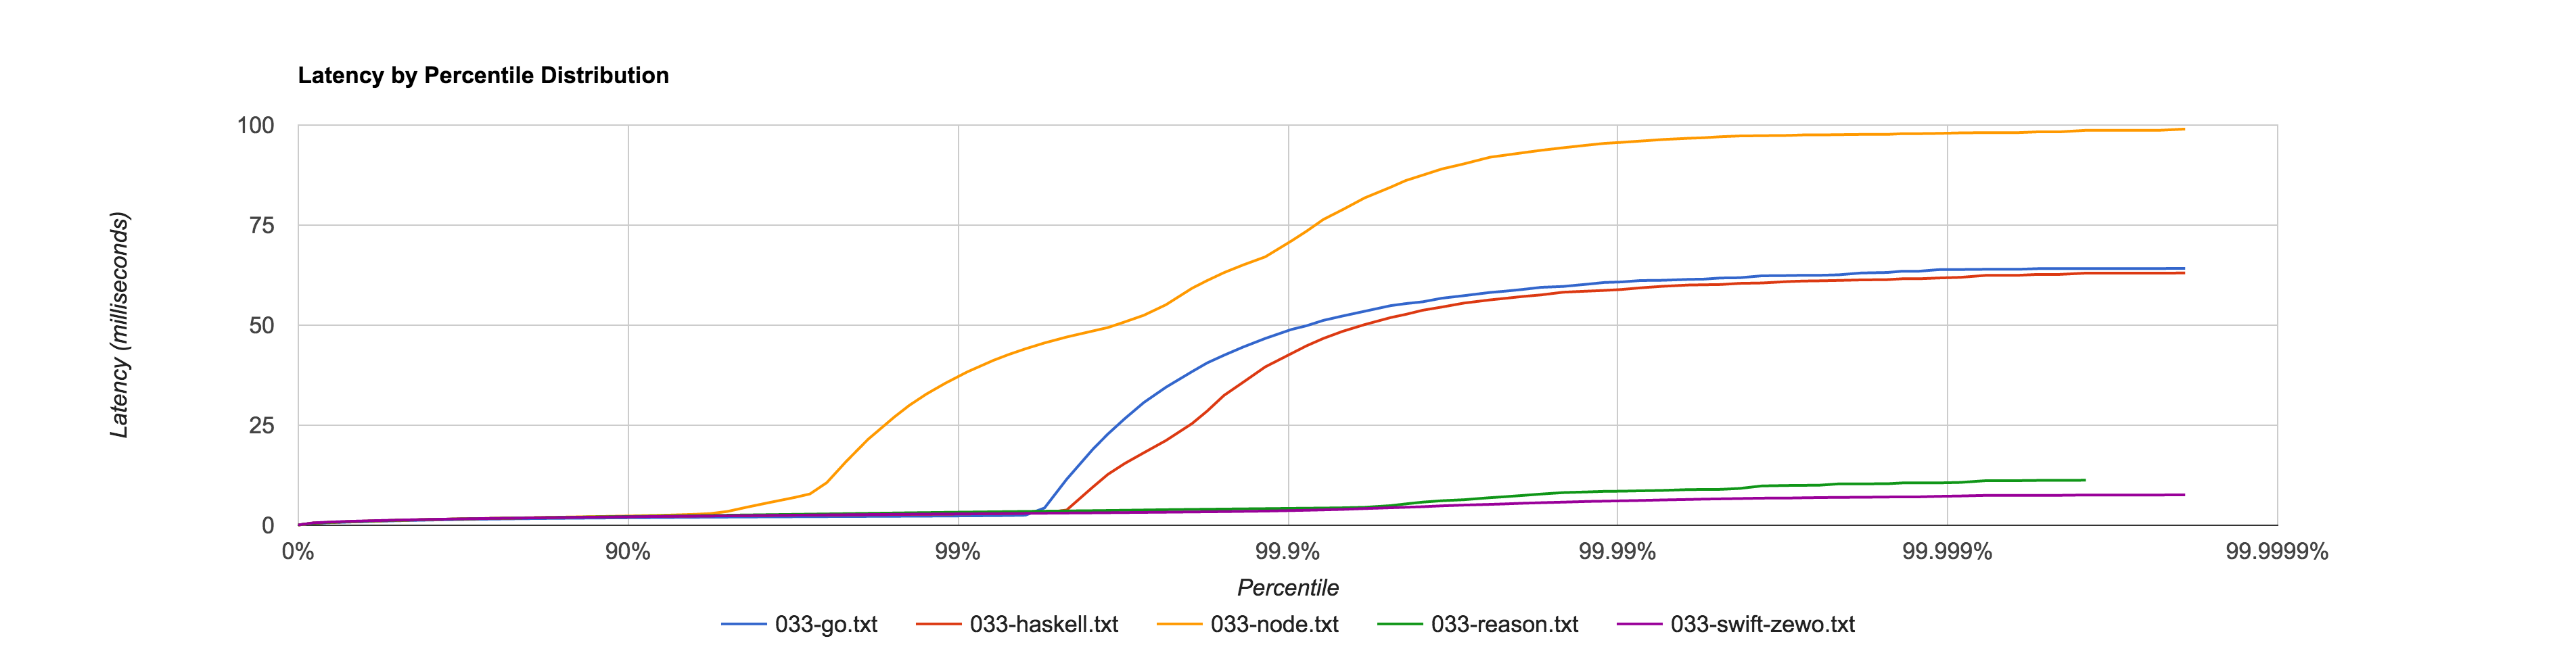 Latency by Percentile Distribution
Latency (milliseconds)
100
75
50
25
0
0% 90% 99% 99.9% 99.99% 99.999% 99.9999%
Percentile
033-go.txt 033-haskell.txt 033-node.txt 033-reason.txt 033-swift-zewo.txt